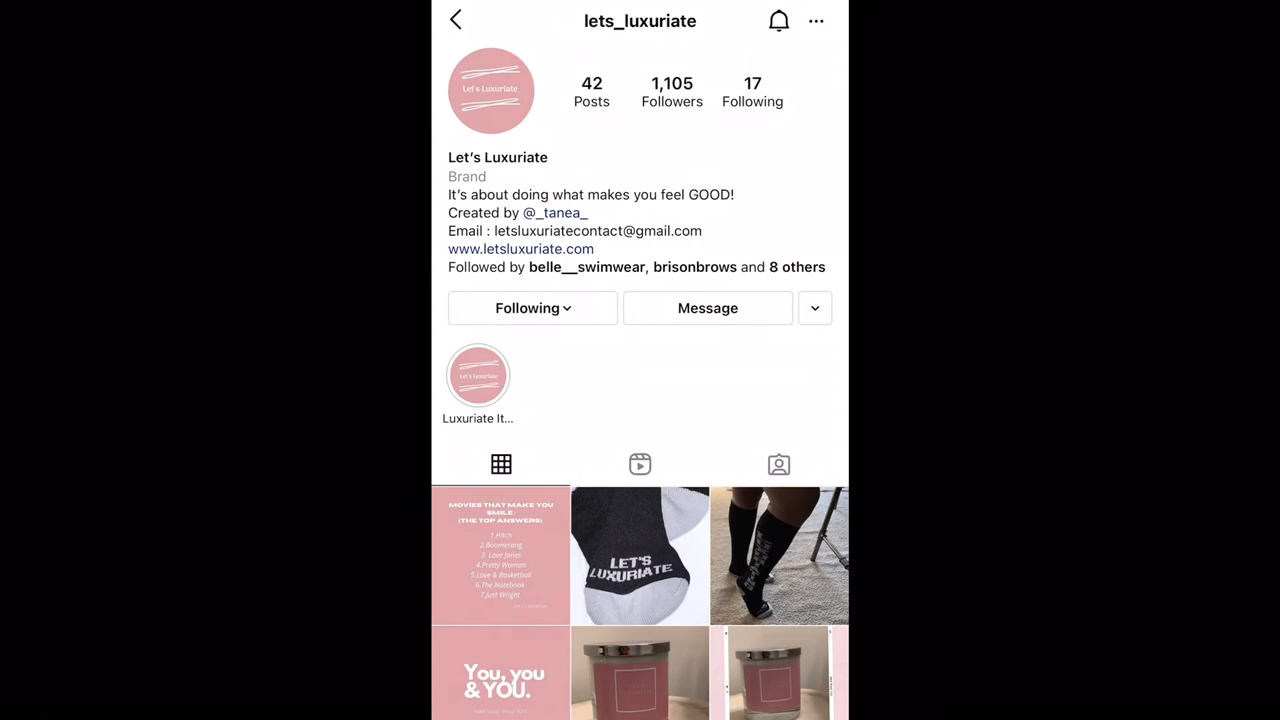 lets_luxuriate
Let's Luxuriate
42
Posts
1,105
Followers
17
Following
Let's Luxuriate
Brand
It's about doing what makes you feel GOOD!
Created by @_tanea_
Email : letsluxuriatecontact@gmail.com
www.letsluxuriate.com
Followed by belle__swimwear, brisonbrows and 8 others
Following
Message
Let's Luxuriate
Luxuriate It...
MOVIES THAT MAKE YOU
SMILE :
(THE TOP ANSWERS)
1.Hitch
2.Boomerang
3. Love Jones
4.Pretty Woman
5.Love & Basketball
6.The Notebook
7.Just Wright
LET'S
LUXURIATE
You, you
& YOU.